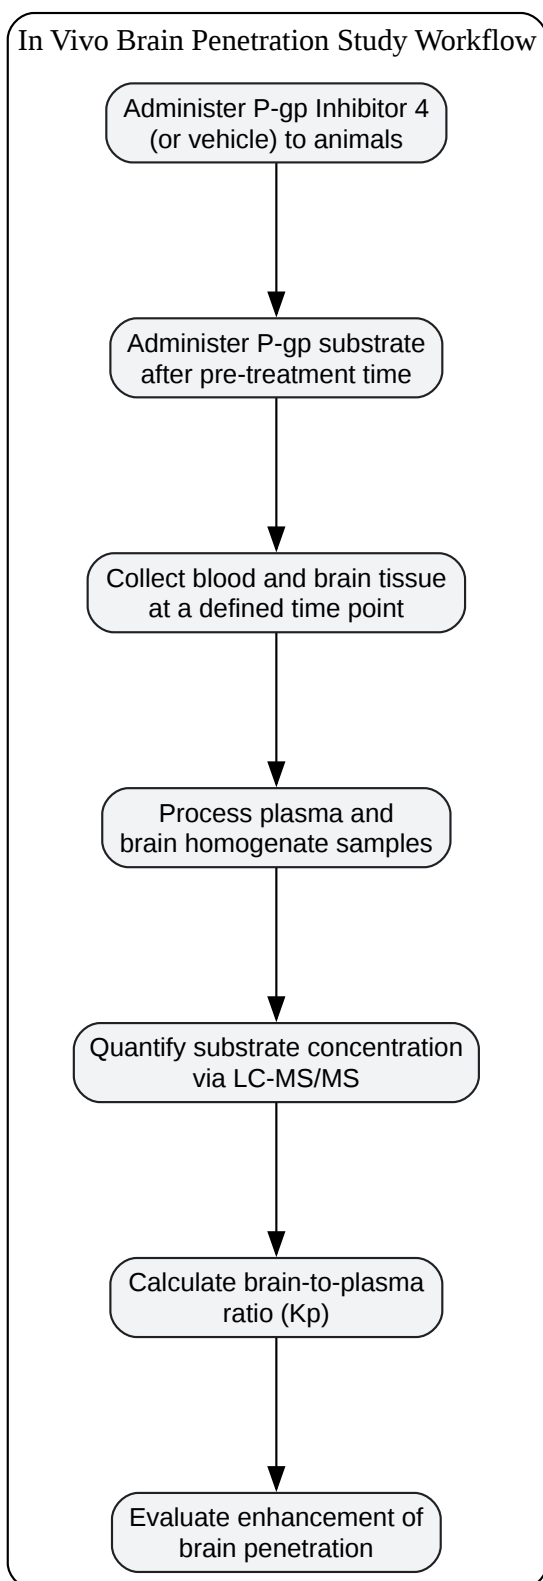 In Vivo Brain Penetration Study Workflow
Administer P-gp Inhibitor 4
(or vehicle) to animals
Administer P-gp substrate
after pre-treatment time
Collect blood and brain tissue
at a defined time point
Process plasma and
brain homogenate samples
Quantify substrate concentration
via LC-MS/MS
Calculate brain-to-plasma
ratio (Kp)
Evaluate enhancement of
brain penetration